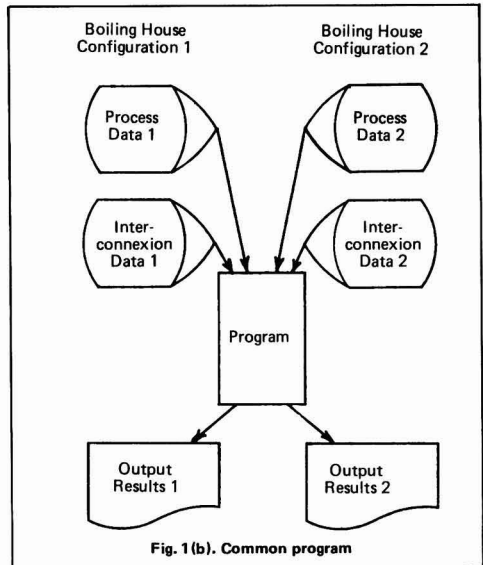 Boiling House
Configuration 1
Boiling House
Configuration 2
Process
Data 1
Process
Data 2
Inter-
connexion
Data 1
Inter-
connexion
Data 2
Program
Output
Results 1
Output
Results 2
Fig. 1(b). Common program